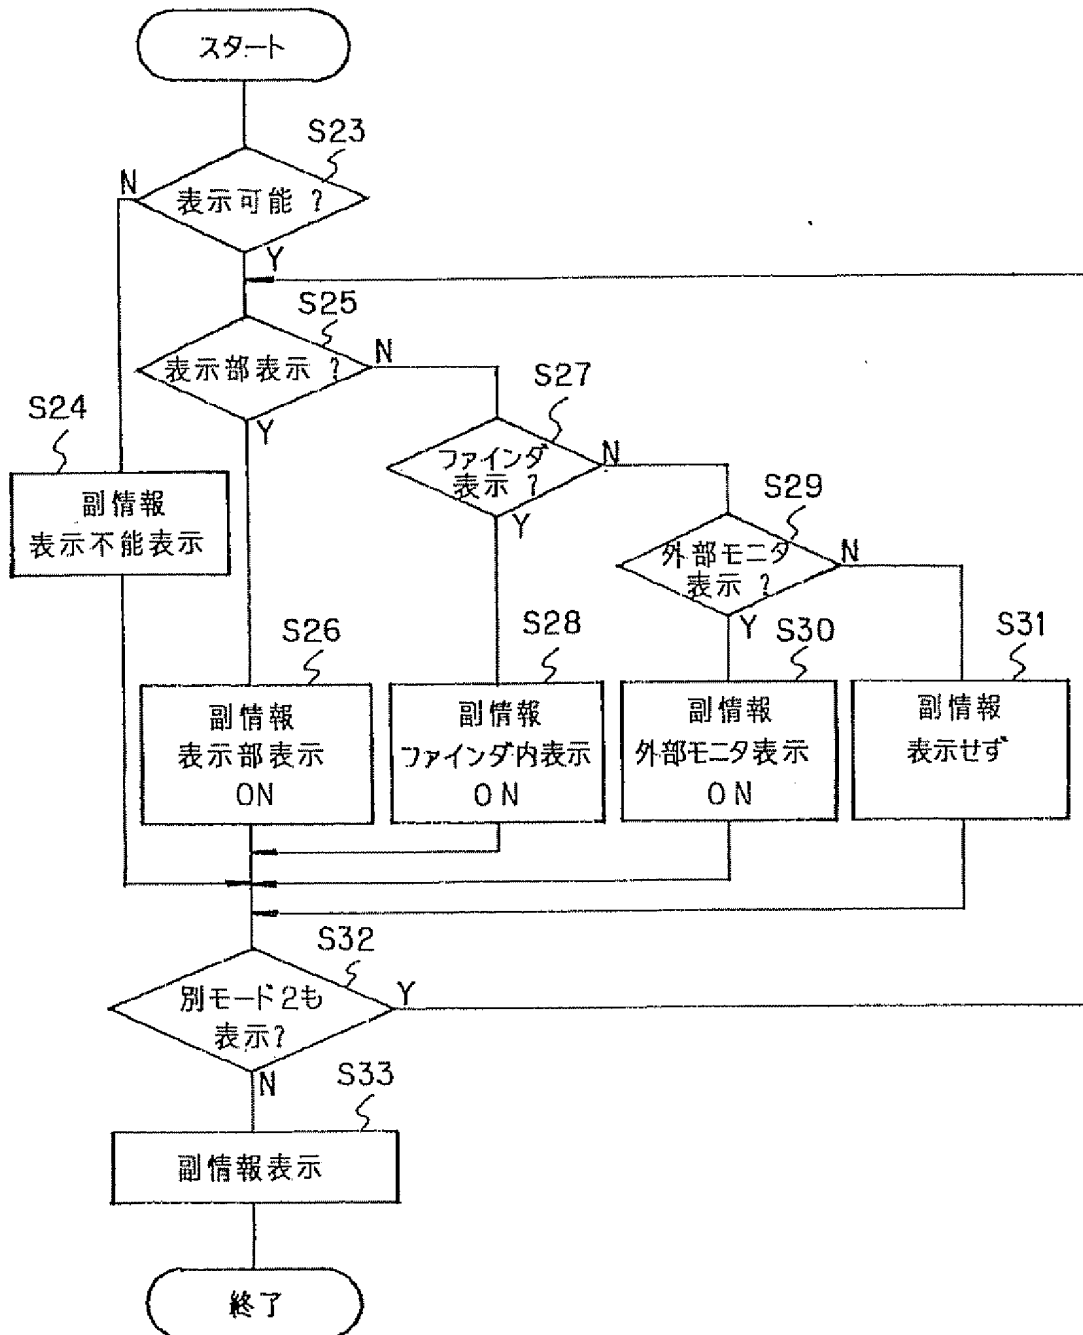 スタート
S23
N
表示可能?
Y
S25
表示部表示?
N
Y
S27
ファインダ
表示?
N
Y
S24
副情報
表示不能表示
S29
外部モニタ
表示?
N
Y
S26
副情報
表示部表示
ON
S28
副情報
ファインダ内表示
ON
S30
副情報
外部モニタ表示
ON
S31
副情報
表示せず
S32
別モード2も
表示?
Y
N
S33
副情報表示
終了